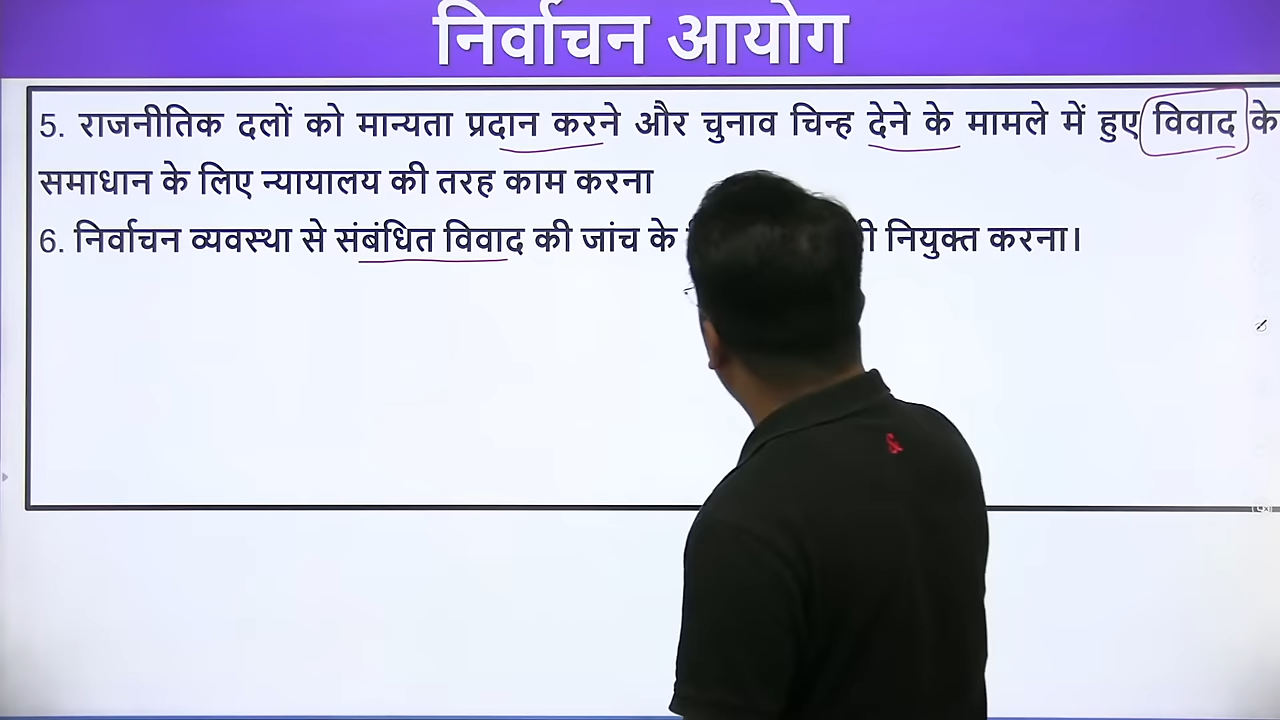 निर्वाचन आयोग
5. राजनीतिक दलों को मान्यता प्रदान करने और चुनाव चिन्ह देने के मामले में हुए विवाद के
समाधान के लिए न्यायालय की तरह काम करना
6. निर्वाचन व्यवस्था से संबंधित विवाद की जांच के नियुक्त करना।
&